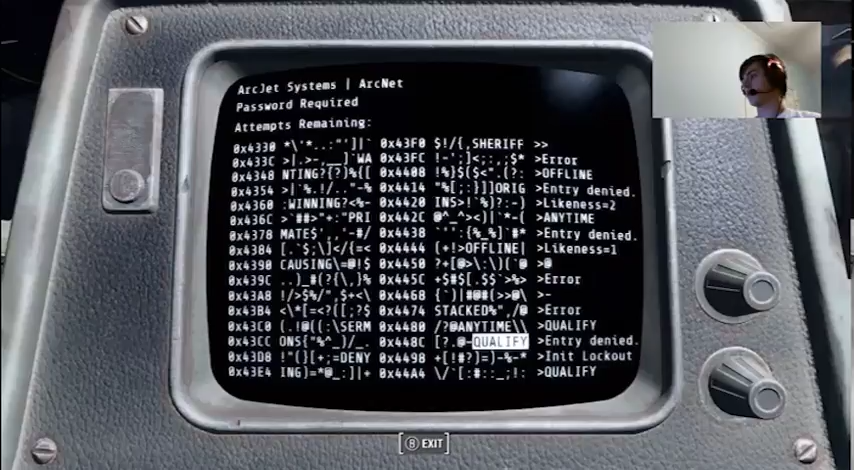 ArcJet Systems | ArcNet
Password Required
Attempts Remaining:
0x4330 *\'*..:"']|` 0x43F0 $!/{,SHERIFF >>
0x433C >|.>-,__]`WA 0x43FC !-';]<;:,;$* >Error
0x4348 NTING?{?)%{[ 0x4408 !%)$($<".(?: >OFFLINE
0x4354 >|`%.!/.."-% 0x4414 "%[;:}]]ORIG >Entry denied.
0x4360 :WINNING?<%- 0x4420 INS>!`%)?:-) >Likeness=2
0x436C >`##>"+:"PRI 0x442C @^_^><)|`*-( >ANYTIME
0x4378 MATE$',,'-#/ 0x4438 `'':{%_%]`# >Entry denied.
0x4384 [.`$;\]</{=< 0x4444 (+!>OFFLINE| >Likeness=1
0x4390 CAUSING\=@!$ 0x4450 ?+[@>\:\)(`@ >@
0x439C ..)_#(?{\,}% 0x445C +$#$[.$$`>%> >Error
0x43A8 !/>$%/",$+<\ 0x4468 {`)|#@#(>>@\ >-
0x43B4 <\*[=<?([;?$ 0x4474 STACKED%",/@ >Error
0x43C0 (.!@((:\SERM 0x4480 /?@ANYTIME\\ >QUALIFY
0x43CC ONS{"%^_)/_. 0x448C [?.@-QUALIFY >Entry denied.
0x43D8 !"(}[+;=DENY 0x4498 +[!#?)=)-%-* >Init Lockout
0x43E4 ING)=*@_:]|+ 0x44A4 \/`[:#::_;!: >QUALIFY
EXIT